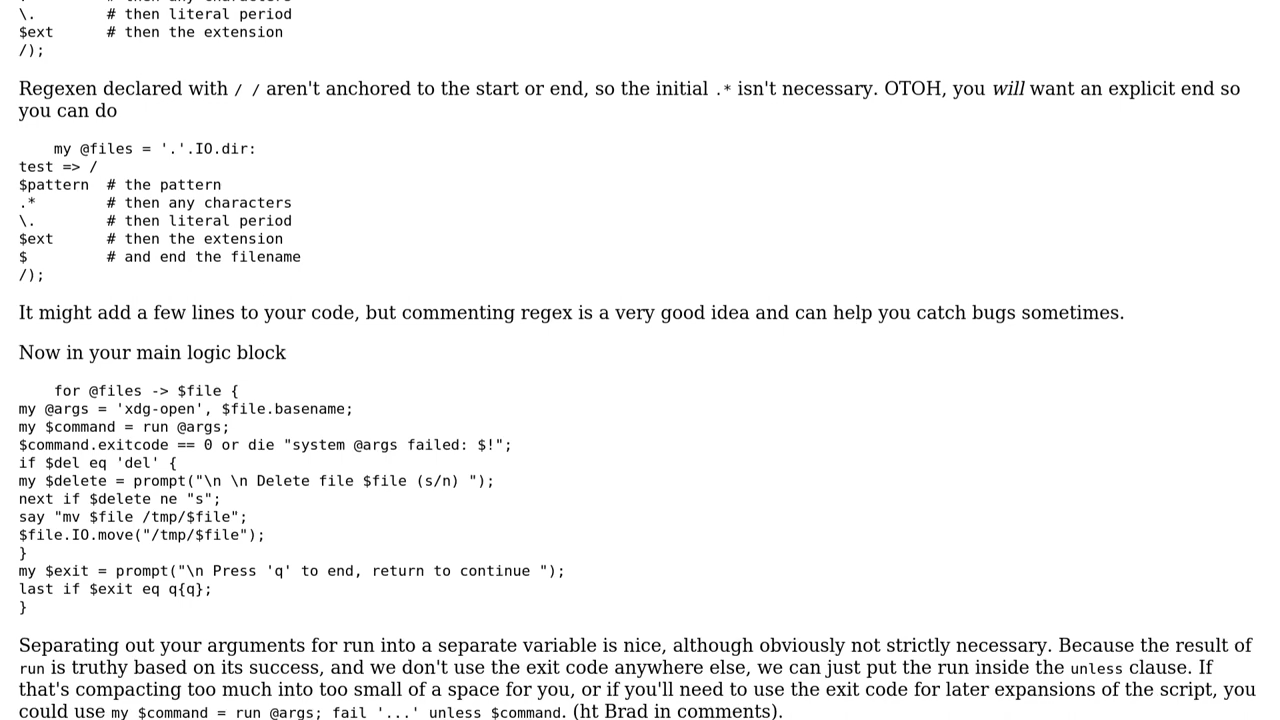 \.        # then literal period
$ext      # then the extension
/);
Regexen declared with / / aren't anchored to the start or end, so the initial .* isn't necessary. OTOH, you will want an explicit end so
you can do
    my @files = '.'.IO.dir:
test => /
$pattern  # the pattern
.*        # then any characters
\.        # then literal period
$ext      # then the extension
$         # and end the filename
/);
It might add a few lines to your code, but commenting regex is a very good idea and can help you catch bugs sometimes.
Now in your main logic block
    for @files -> $file {
my @args = 'xdg-open', $file.basename;
my $command = run @args;
$command.exitcode == 0 or die "system @args failed: $!";
if $del eq 'del' {
my $delete = prompt("\n \n Delete file $file (s/n) ");
next if $delete ne "s";
say "mv $file /tmp/$file";
$file.IO.move("/tmp/$file");
}
my $exit = prompt("\n Press 'q' to end, return to continue ");
last if $exit eq q{q};
}
Separating out your arguments for run into a separate variable is nice, although obviously not strictly necessary. Because the result of
run is truthy based on its success, and we don't use the exit code anywhere else, we can just put the run inside the unless clause. If
that's compacting too much into too small of a space for you, or if you'll need to use the exit code for later expansions of the script, you
could use my $command = run @args; fail '...' unless $command. (ht Brad in comments).